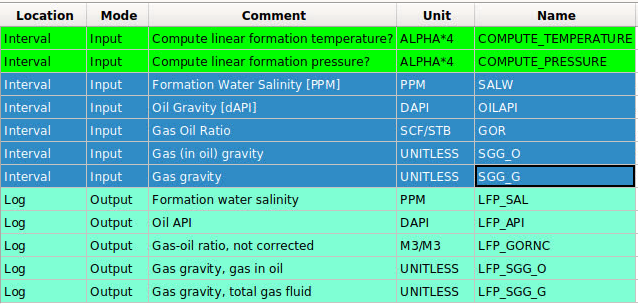 Location Mode Comment Unit Name
Interval Input Compute linear formation temperature? ALPHA*4 COMPUTE_TEMPERATURE
Interval Input Compute linear formation pressure? ALPHA*4 COMPUTE_PRESSURE
Interval Input Formation Water Salinity [PPM] PPM SALW
Interval Input Oil Gravity [dAPI] DAPI OILAPI
Interval Input Gas Oil Ratio SCF/STB GOR
Interval Input Gas (in oil) gravity UNITLESS SGG_O
Interval Input Gas gravity UNITLESS SGG_G
Log Output Formation water salinity PPM LFP_SAL
Log Output Oil API DAPI LFP_API
Log Output Gas-oil ratio, not corrected M3/M3 LFP_GORNC
Log Output Gas gravity, gas in oil UNITLESS LFP_SGG_O
Log Output Gas gravity, total gas fluid UNITLESS LFP_SGG_G